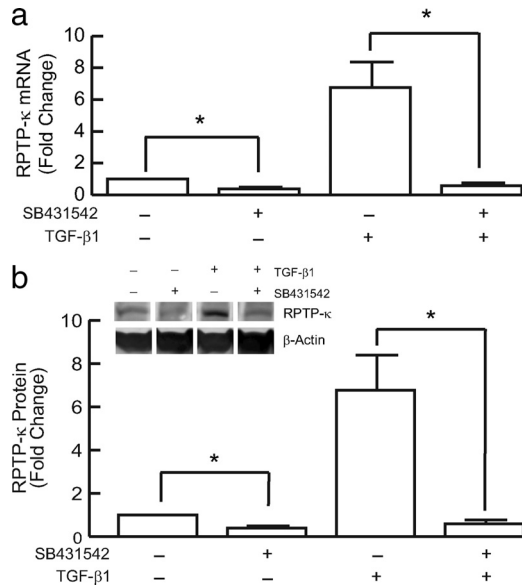 a
RPTP-κ mRNA
(Fold Change)
10
8
6
4
2
0
*
*
SB431542 – + – +
TGF-β1 – – + +
b
– – + + TGF-β1
– + – + SB431542
RPTP-κ
β-Actin
RPTP-κ Protein
(Fold Change)
10
8
6
4
2
0
*
*
SB431542 – + – +
TGF-β1 – – + +